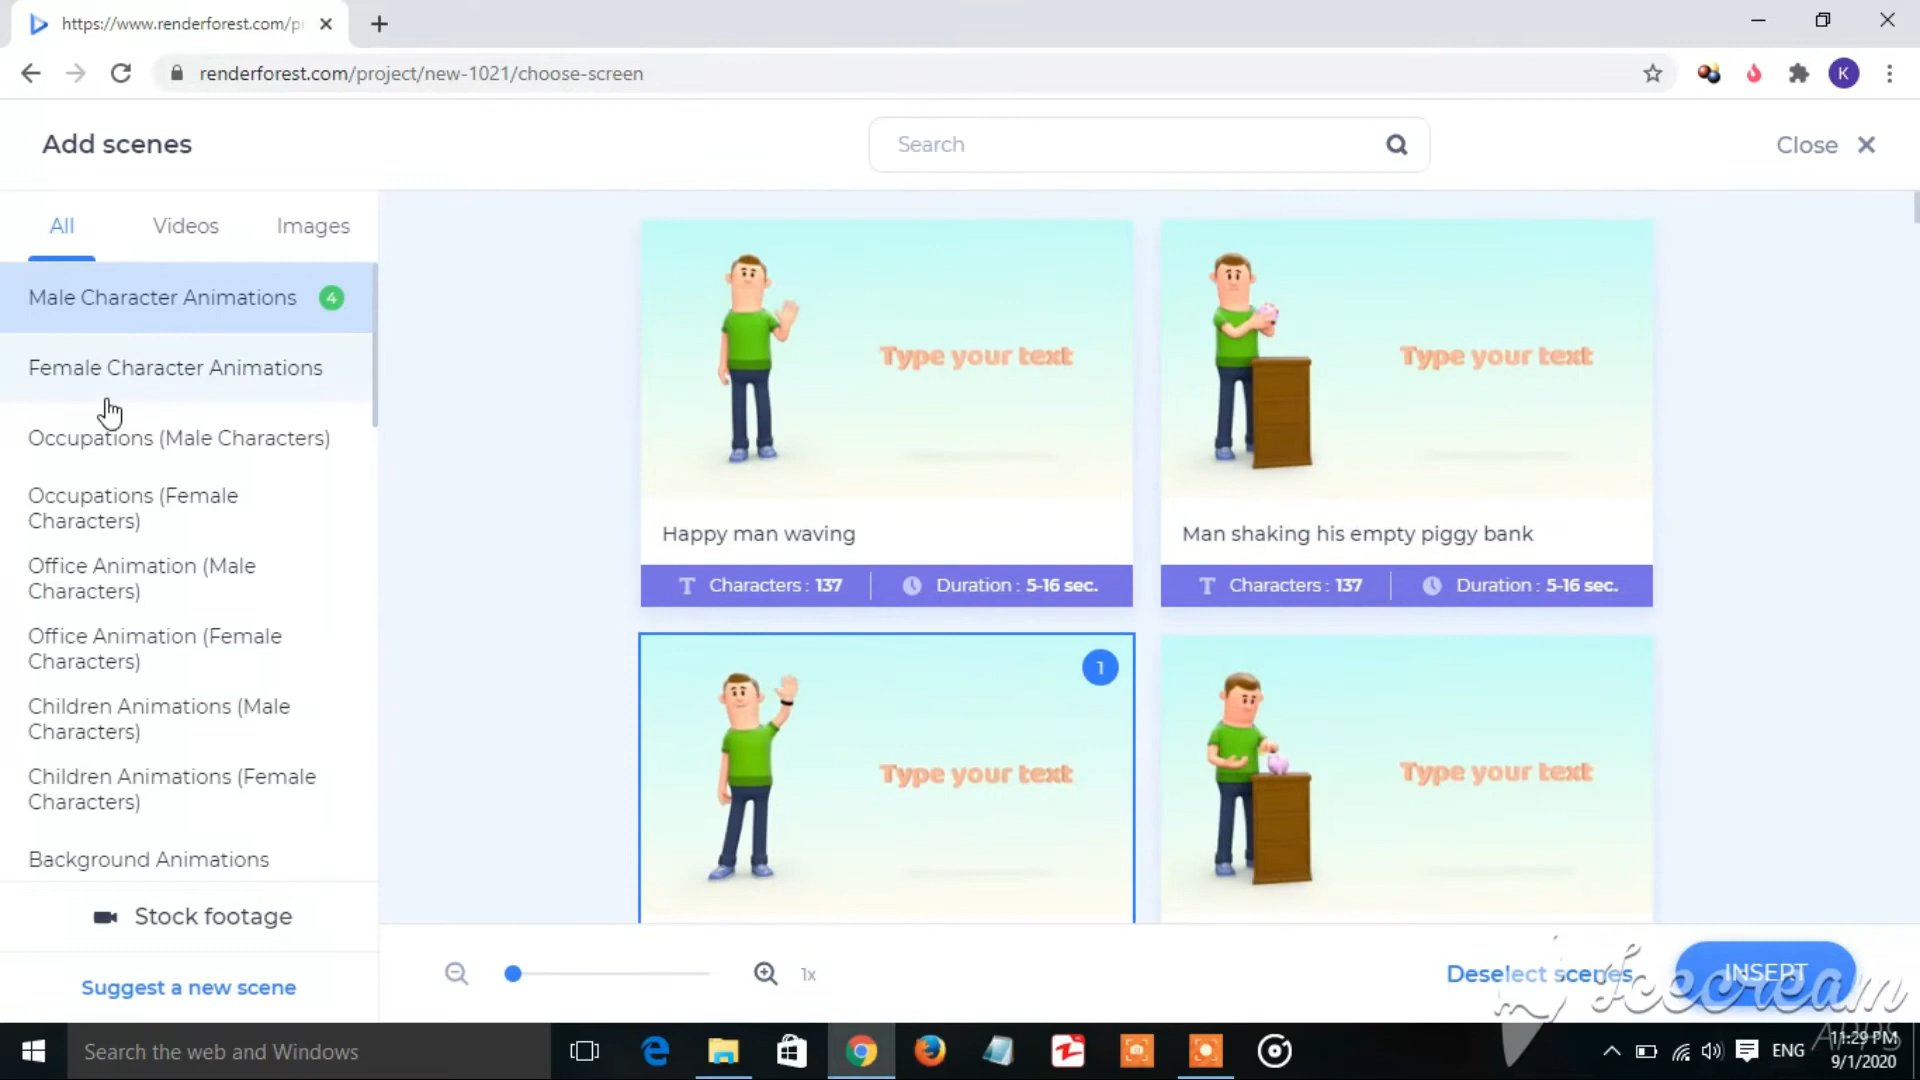 https://www.renderforest.com/p
renderforest.com/project/new-1021/choose-screen
K
Add scenes
Search
Close
All
Videos
Images
Male Character Animations
4
Female Character Animations
Occupations (Male Characters)
Occupations (Female
Characters)
Office Animation (Male
Characters)
Office Animation (Female
Characters)
Children Animations (Male
Characters)
Children Animations (Female
Characters)
Background Animations
Stock footage
Suggest a new scene
Type your text
Happy man waving
Characters : 137
Duration : 5-16 sec.
Type your text
Man shaking his empty piggy bank
Characters : 137
Duration : 5-16 sec.
1
Type your text
Type your text
1x
Deselect scenes
INSERT
Icecream
APPS
Search the web and Windows
ENG
11:29 PM
9/1/2020